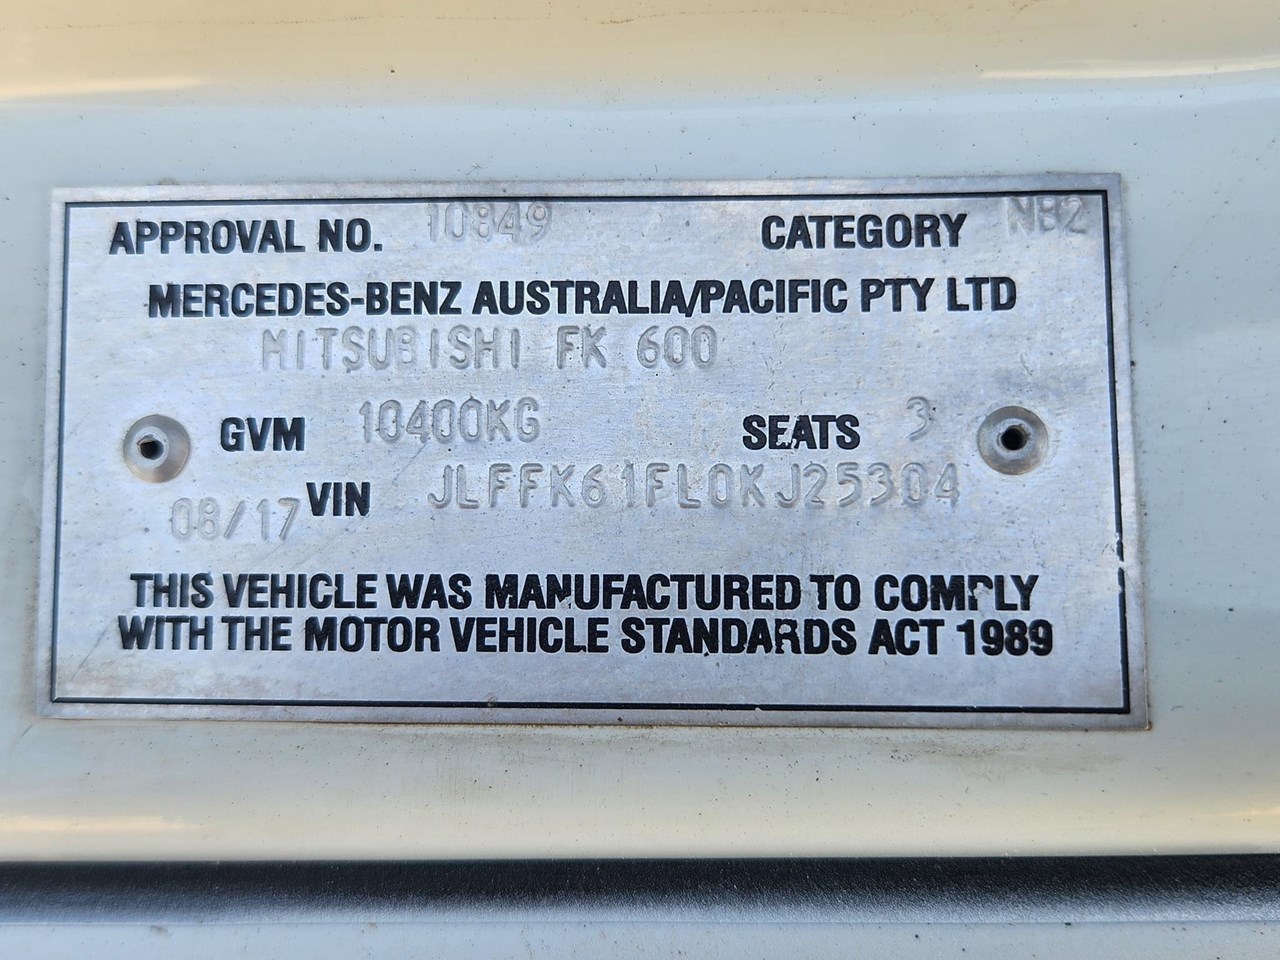 APPROVAL NO. 10849 CATEGORY NB2
MERCEDES-BENZ AUSTRALIA/PACIFIC PTY LTD
MITSUBISHI FK 600
GVM 10400KG SEATS 3
08/17 VIN JLFFK61FL0KJ25304
THIS VEHICLE WAS MANUFACTURED TO COMPLY
WITH THE MOTOR VEHICLE STANDARDS ACT 1989